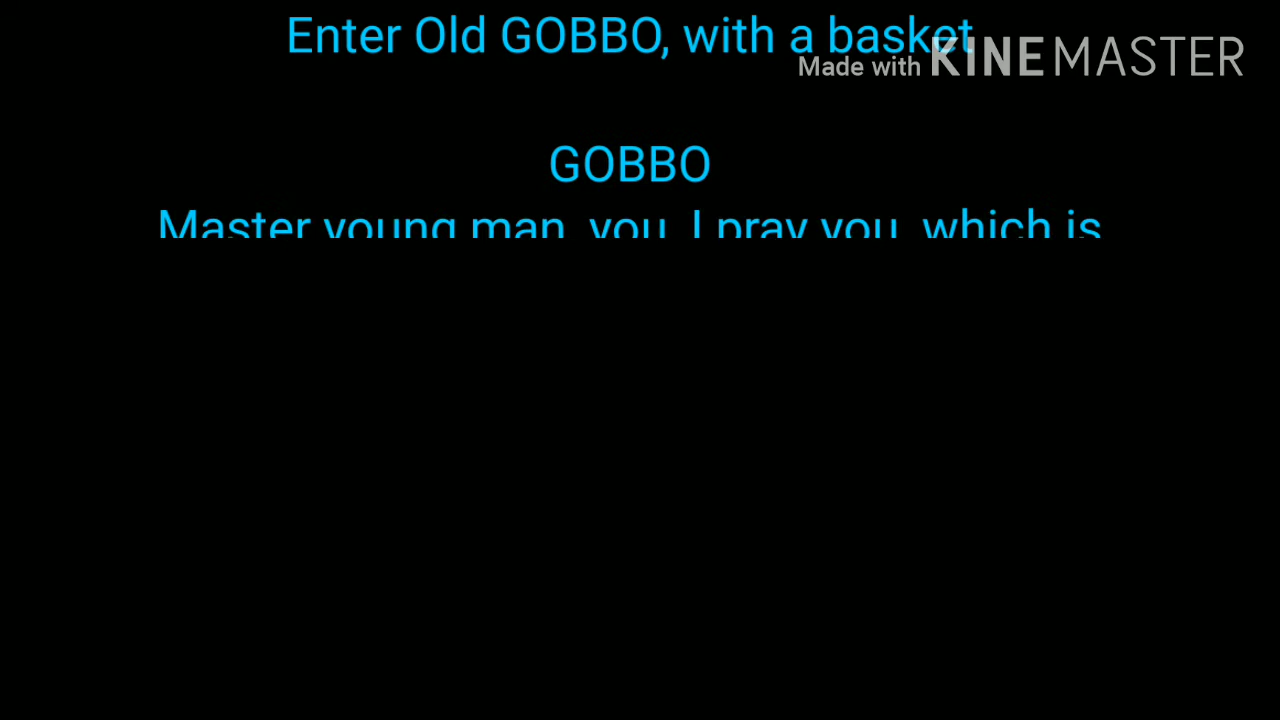 Enter Old GOBBO, with a basket
Made with KINEMASTER
GOBBO
Master young man, you, I pray you, which is